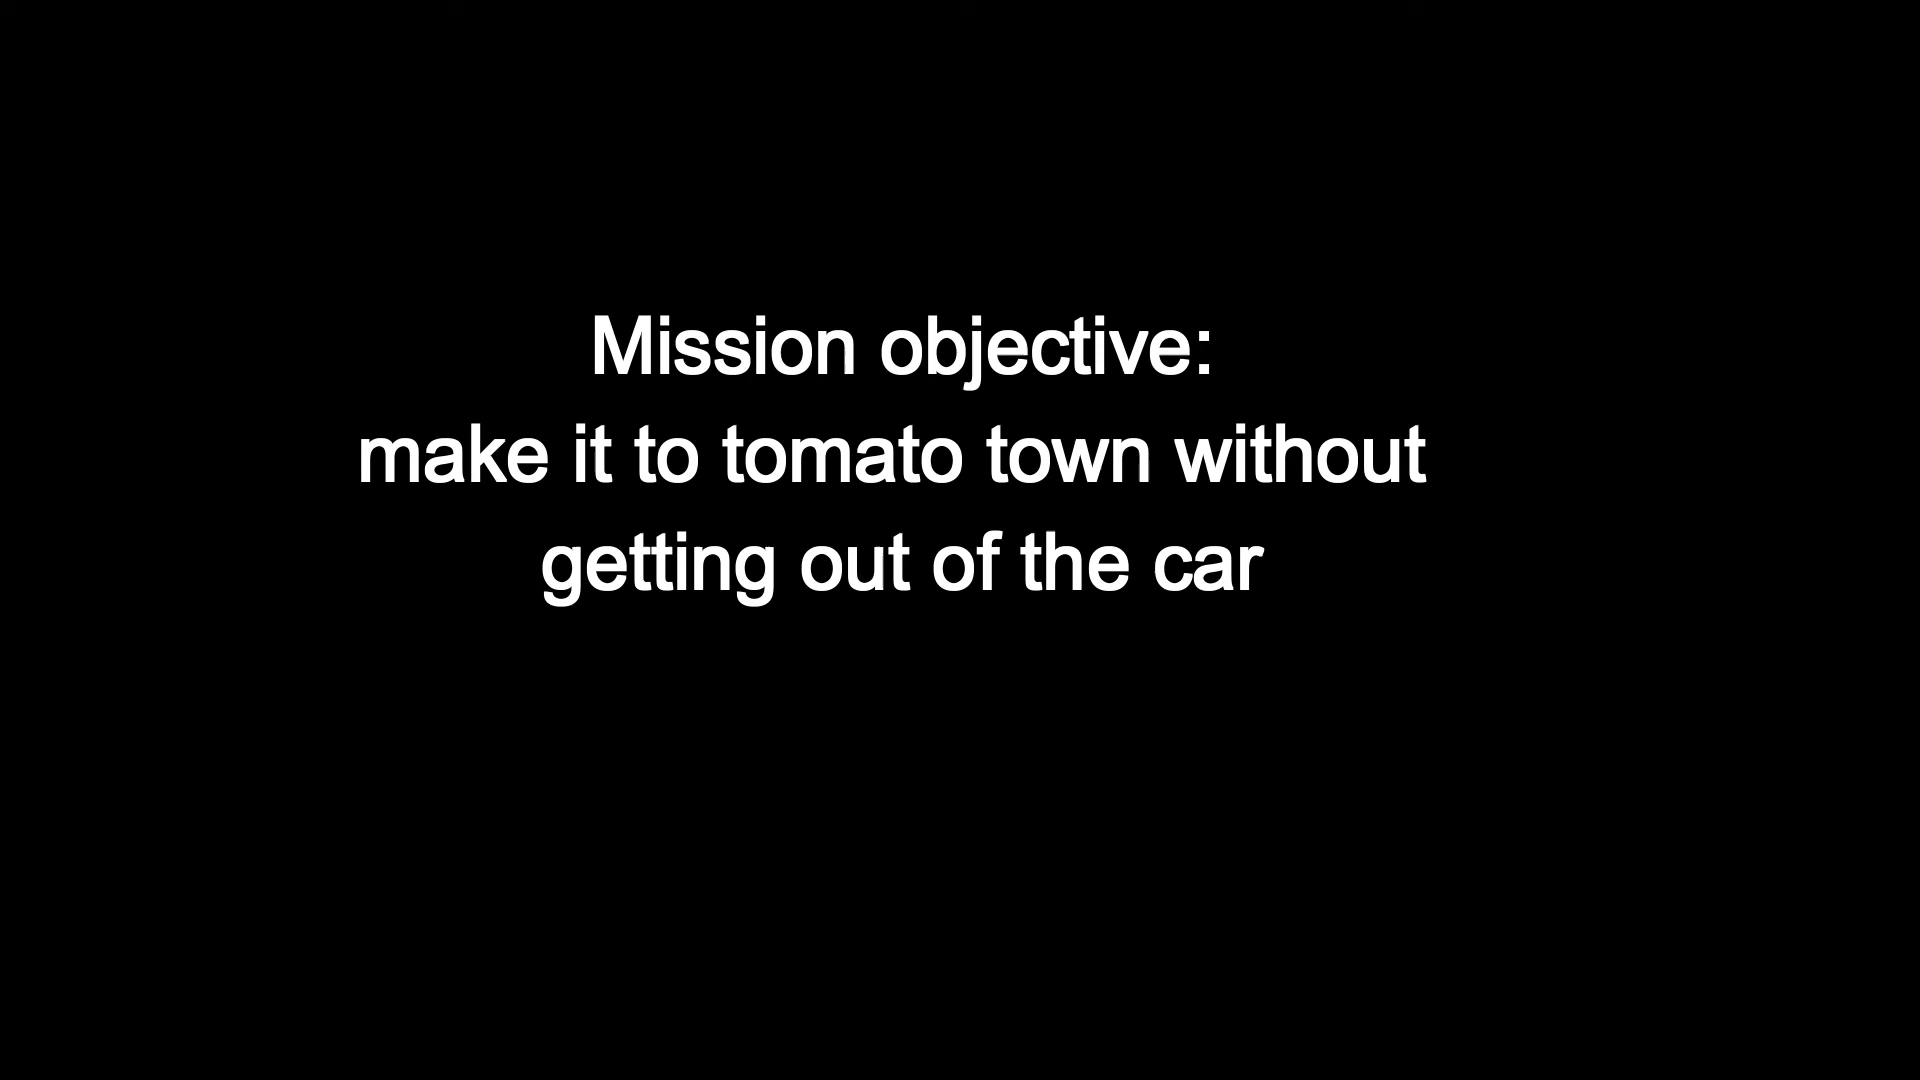 Mission objective:
make it to tomato town without
getting out of the car